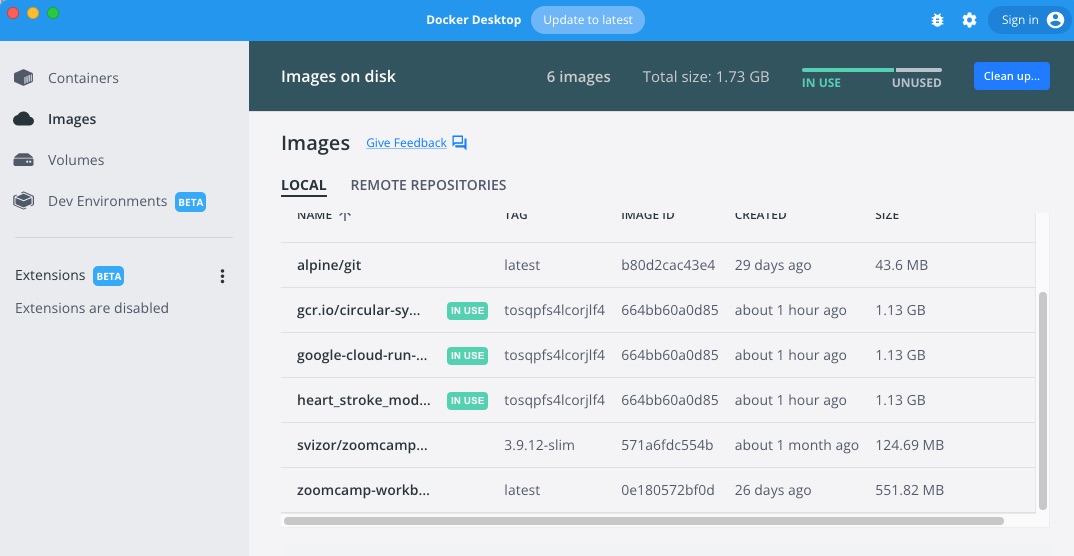 Docker Desktop Update to latest Sign in
Containers
Images
Volumes
Dev Environments BETA
Extensions BETA
Extensions are disabled
Images on disk 6 images Total size: 1.73 GB IN USE UNUSED Clean up...
Images Give Feedback
LOCAL REMOTE REPOSITORIES
NAME TAG IMAGE ID CREATED SIZE
alpine/git latest b80d2cac43e4 29 days ago 43.6 MB
gcr.io/circular-sy... IN USE tosqpfs4lcorjlf4 664bb60a0d85 about 1 hour ago 1.13 GB
google-cloud-run-... IN USE tosqpfs4lcorjlf4 664bb60a0d85 about 1 hour ago 1.13 GB
heart_stroke_mod... IN USE tosqpfs4lcorjlf4 664bb60a0d85 about 1 hour ago 1.13 GB
svizor/zoomcamp... 3.9.12-slim 571a6fdc554b about 1 month ago 124.69 MB
zoomcamp-workb... latest 0e180572bf0d 26 days ago 551.82 MB